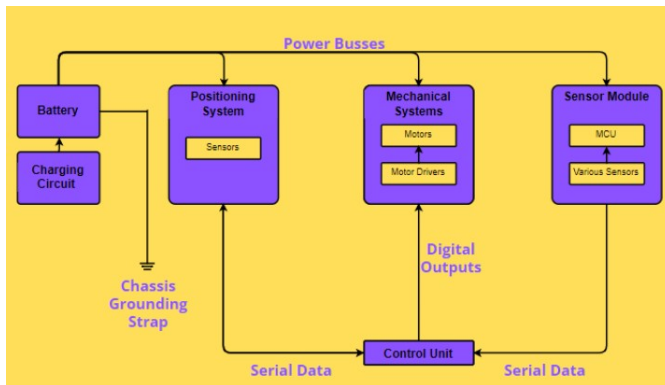 Power Busses
Battery
Charging
Circuit
Positioning
System
Sensors
Mechanical
Systems
Motors
Motor Drivers
Sensor Module
MCU
Various Sensors
Chassis
Grounding
Strap
Digital
Outputs
Serial Data
Control Unit
Serial Data